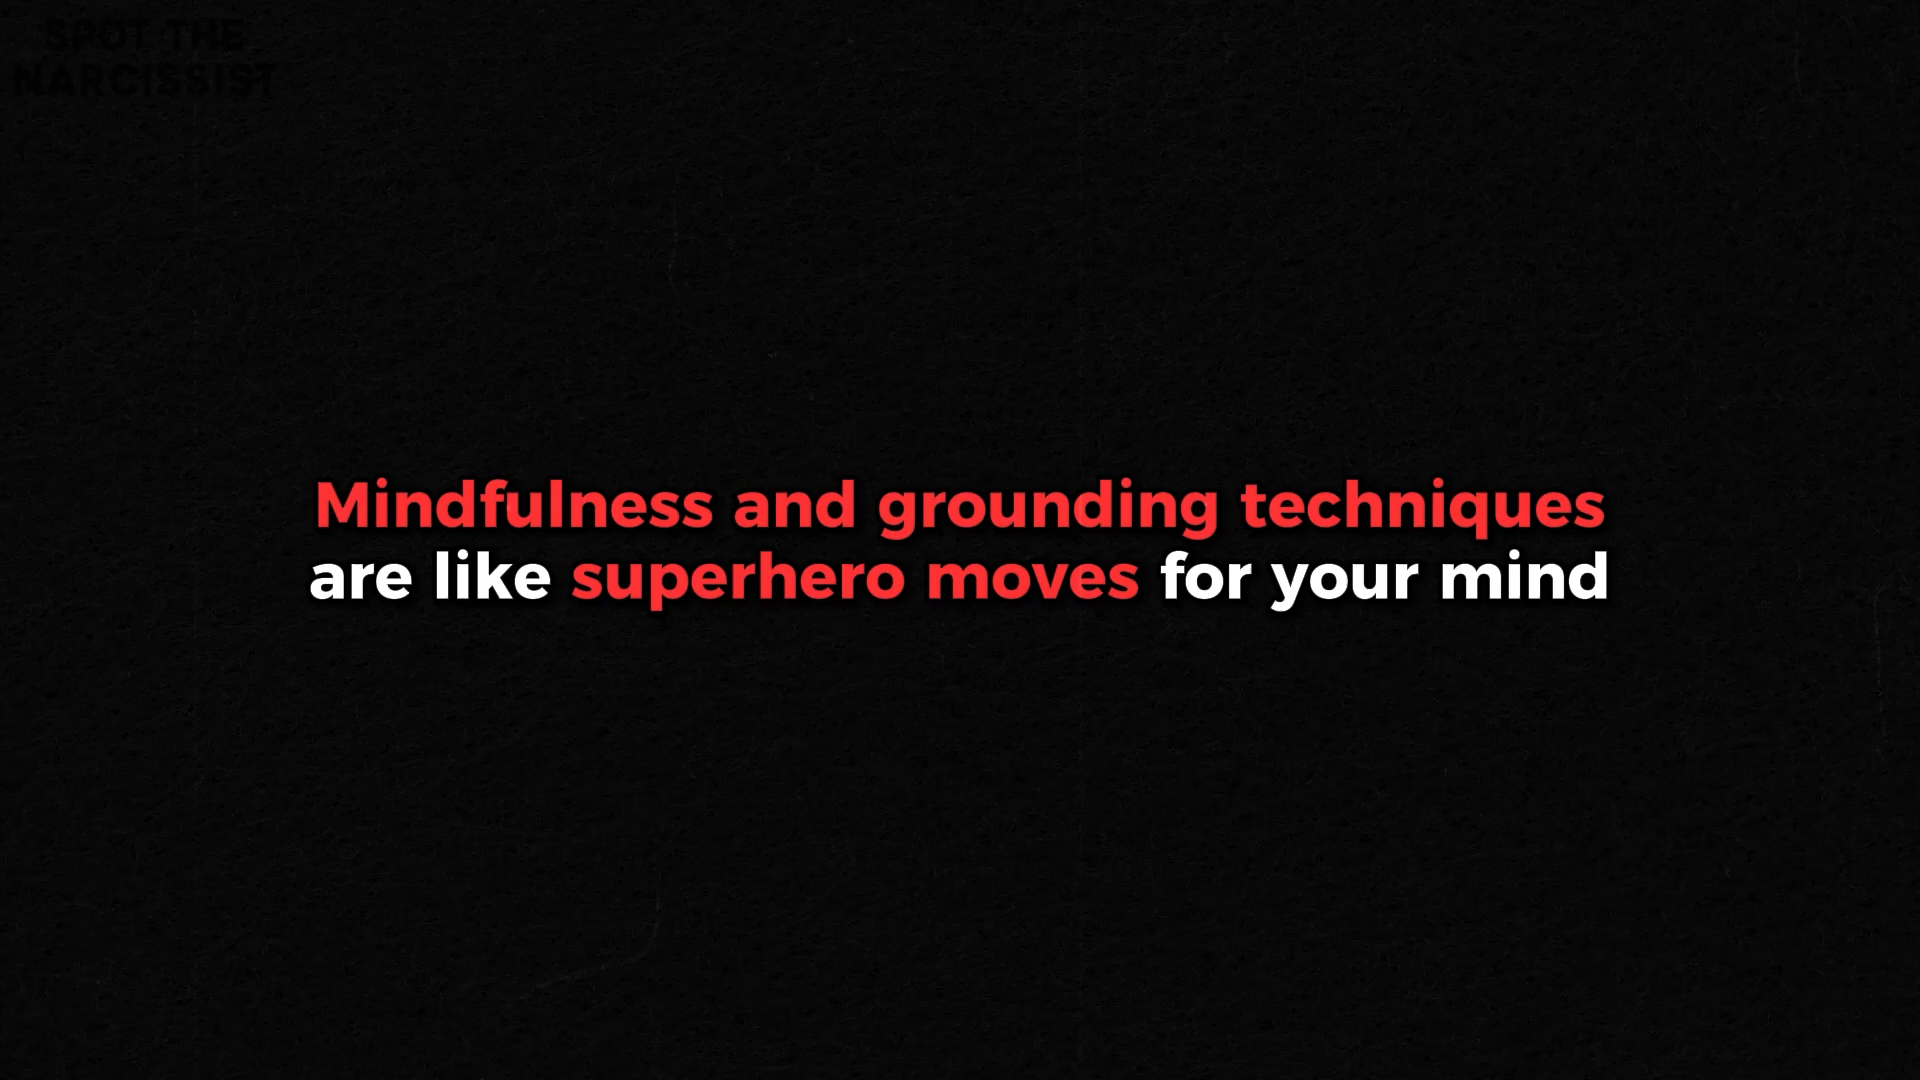 SPOT THE
NARCISSIST
Mindfulness and grounding techniques
are like superhero moves for your mind